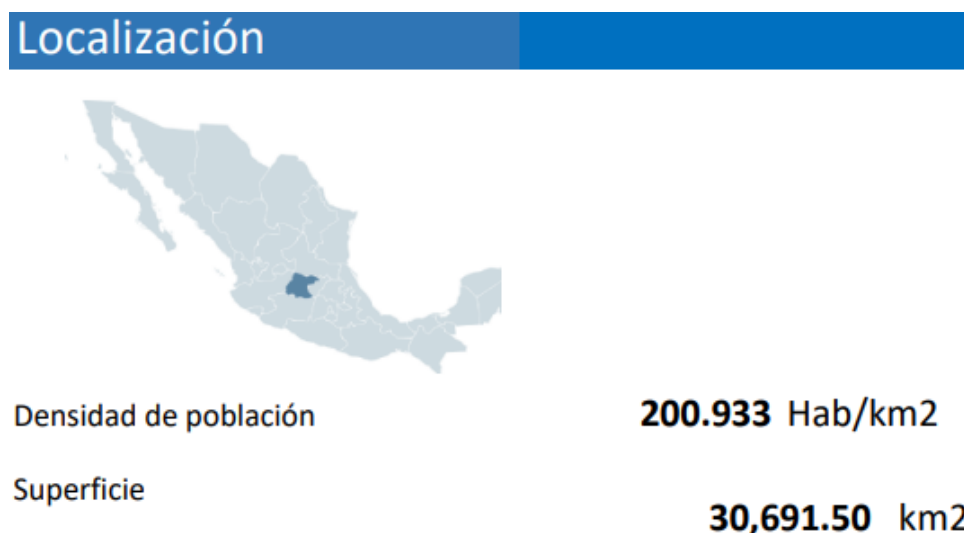 Localización
Densidad de población 200.933 Hab/km2
Superficie
30,691.50 km2